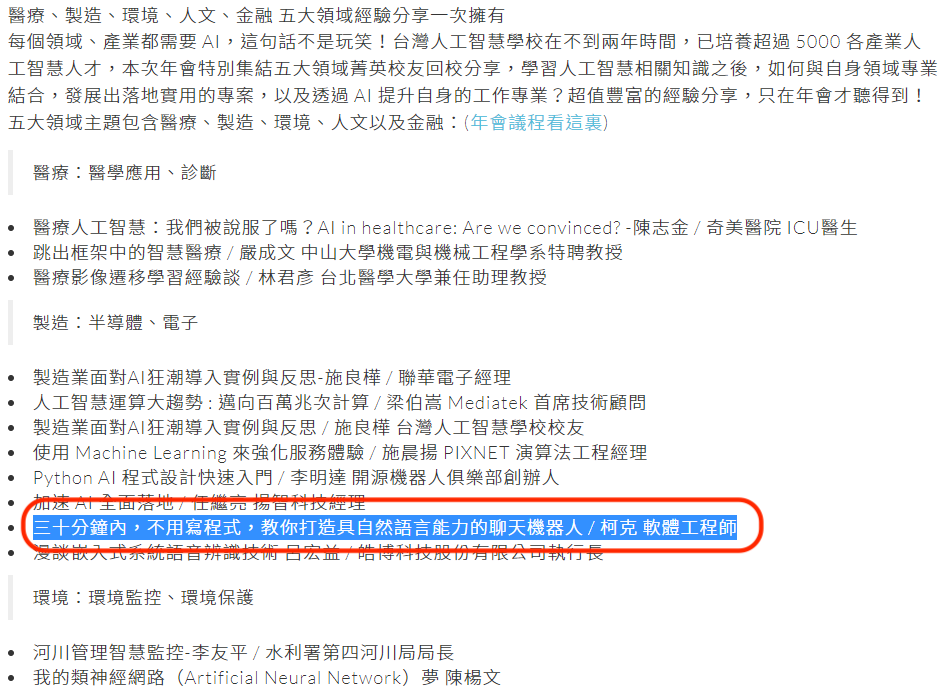 醫療、製造、環境、人文、金融 五大領域經驗分享一次擁有
每個領域、產業都需要 AI，這句話不是玩笑！台灣人工智慧學校在不到兩年時間，已培養超過 5000 各產業人
工智慧人才，本次年會特別集結五大領域菁英校友回校分享，學習人工智慧相關知識之後，如何與自身領域專業
結合，發展出落地實用的專案，以及透過 AI 提升自身的工作專業？超值豐富的經驗分享，只在年會才聽得到！
五大領域主題包含醫療、製造、環境、人文以及金融：(年會議程看這裏)
醫療：醫學應用、診斷
• 醫療人工智慧：我們被說服了嗎？AI in healthcare: Are we convinced? -陳志金 / 奇美醫院 ICU醫生
• 跳出框架中的智慧醫療 / 嚴成文 中山大學機電與機械工程學系特聘教授
• 醫療影像遷移學習經驗談 / 林君彥 台北醫學大學兼任助理教授
製造：半導體、電子
• 製造業面對AI狂潮導入實例與反思-施良樺 / 聯華電子經理
• 人工智慧運算大趨勢 : 邁向百萬兆次計算 / 梁伯嵩 Mediatek 首席技術顧問
• 製造業面對AI狂潮導入實例與反思 / 施良樺 台灣人工智慧學校校友
• 使用 Machine Learning 來強化服務體驗 / 施晨揚 PIXNET 演算法工程經理
• Python AI 程式設計快速入門 / 李明達 開源機器人俱樂部創辦人
• 加速 AI 全面落地 / 任繼亮 揚智科技經理
• 三十分鐘內，不用寫程式，教你打造具自然語言能力的聊天機器人 / 柯克 軟體工程師
• 漫談嵌入式系統語音辨識技術 呂宏益 / 皓博科技股份有限公司執行長
環境：環境監控、環境保護
• 河川管理智慧監控-李友平 / 水利署第四河川局局長
• 我的類神經網路（Artificial Neural Network）夢 陳楊文